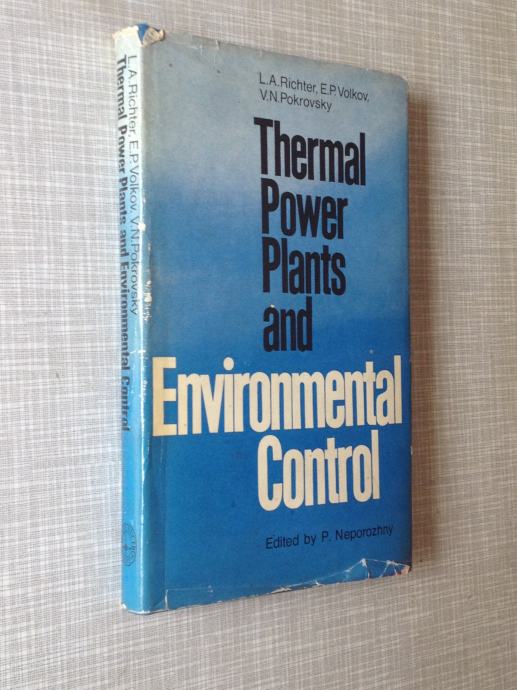 L.A.Richter, E.P.Volkov,
V.N.Pokrovsky
Thermal
Power
Plants
and
Environmental
Control
Edited by P. Neporozhny
L.A.Richter, E.P.Volkov, V.N.Pokrovsky
Thermal Power Plants and Environmental Control